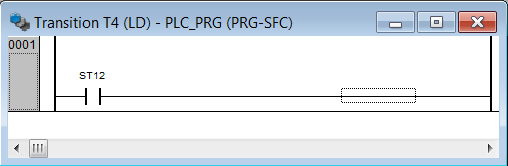 Transition T4 (LD) - PLC_PRG (PRG-SFC)
0001
ST12